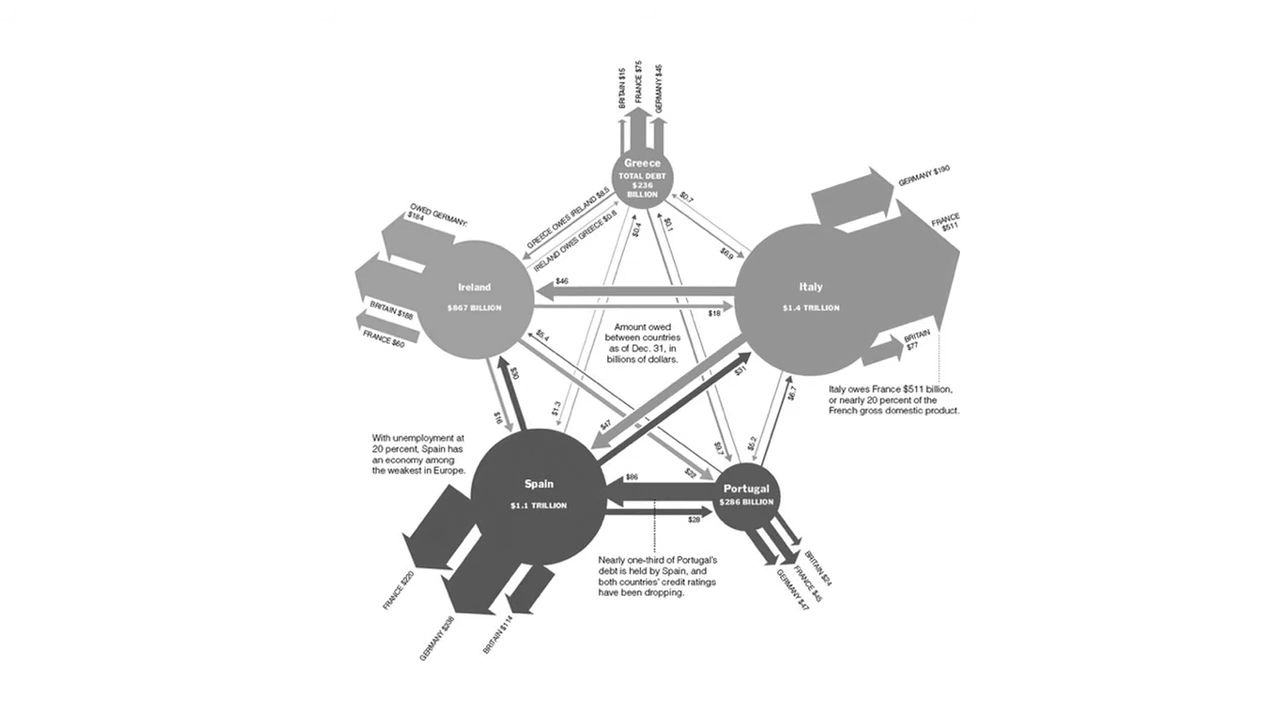 BRITAIN $15
FRANCE $75
GERMANY $45
Greece
TOTAL DEBT
$236
BILLION
GREECE OWES IRELAND $8.5
IRELAND OWES GREECE $0.8
$0.4
$0.1
$0.7
$6.9
GERMANY $190
FRANCE
$511
OWED GERMANY:
$184
Ireland
$867 BILLION
BRITAIN $188
FRANCE $60
$46
$18
Italy
$1.4 TRILLION
BRITAIN
$77
Amount owed
between countries
as of Dec. 31, in
billions of dollars.
$5.4
$30
$16
$1.3
$47
$31
$22
$9.7
$5.2
$6.7
Italy owes France $511 billion,
or nearly 20 percent of the
French gross domestic product.
With unemployment at
20 percent, Spain has
an economy among
the weakest in Europe.
Spain
$1.1 TRILLION
$86
$28
Portugal
$286 BILLION
Nearly one-third of Portugal's
debt is held by Spain, and
both countries' credit ratings
have been dropping.
FRANCE $220
GERMANY $238
BRITAIN $114
BRITAIN $24
FRANCE $45
GERMANY $47